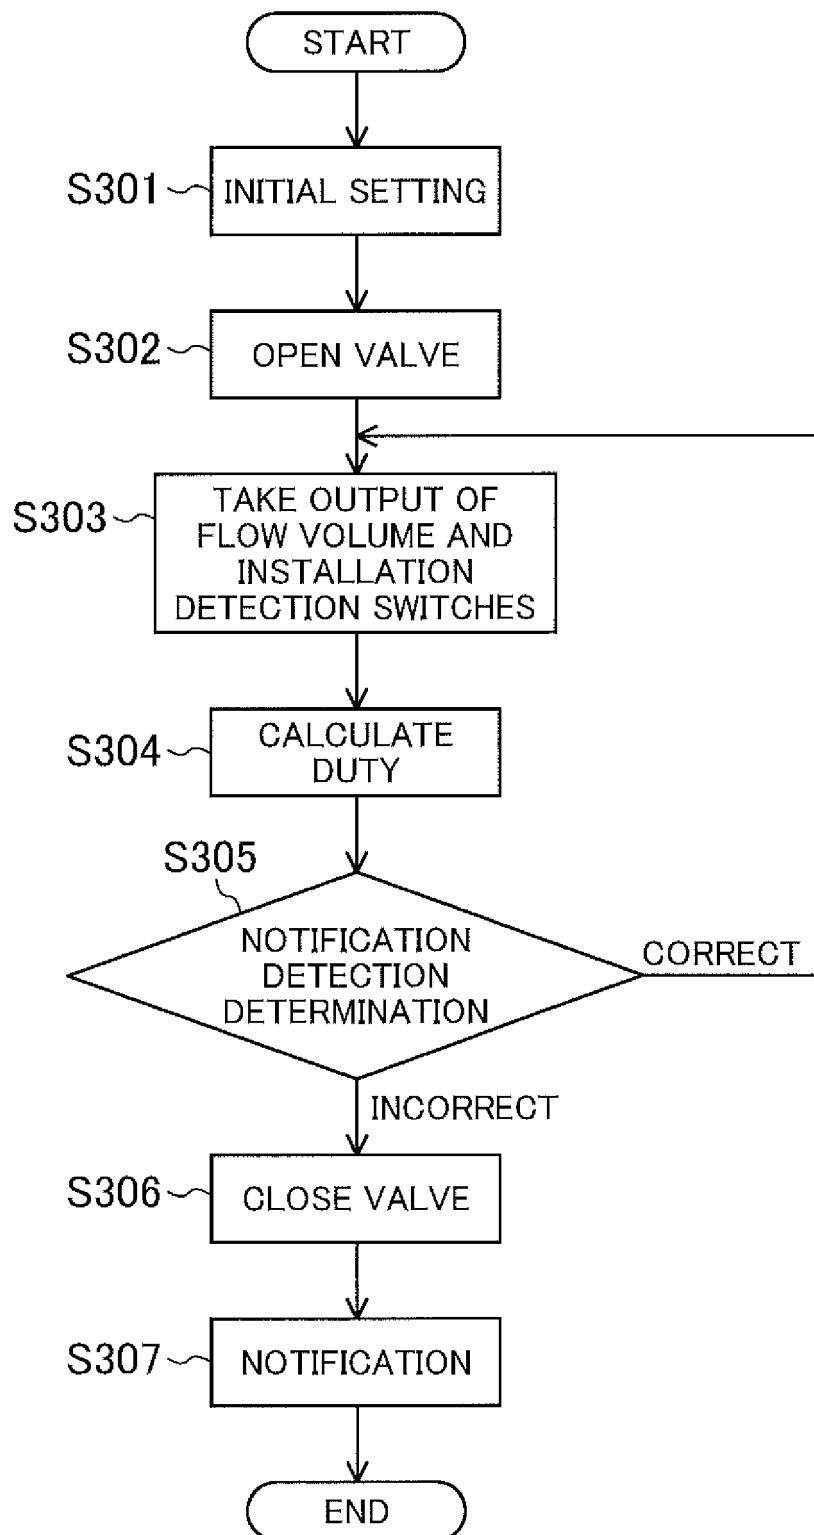 START
S301
INITIAL SETTING
S302
OPEN VALVE
S303
TAKE OUTPUT OF
FLOW VOLUME AND
INSTALLATION
DETECTION SWITCHES
S304
CALCULATE
DUTY
S305
NOTIFICATION
DETECTION
DETERMINATION
CORRECT
INCORRECT
S306
CLOSE VALVE
S307
NOTIFICATION
END